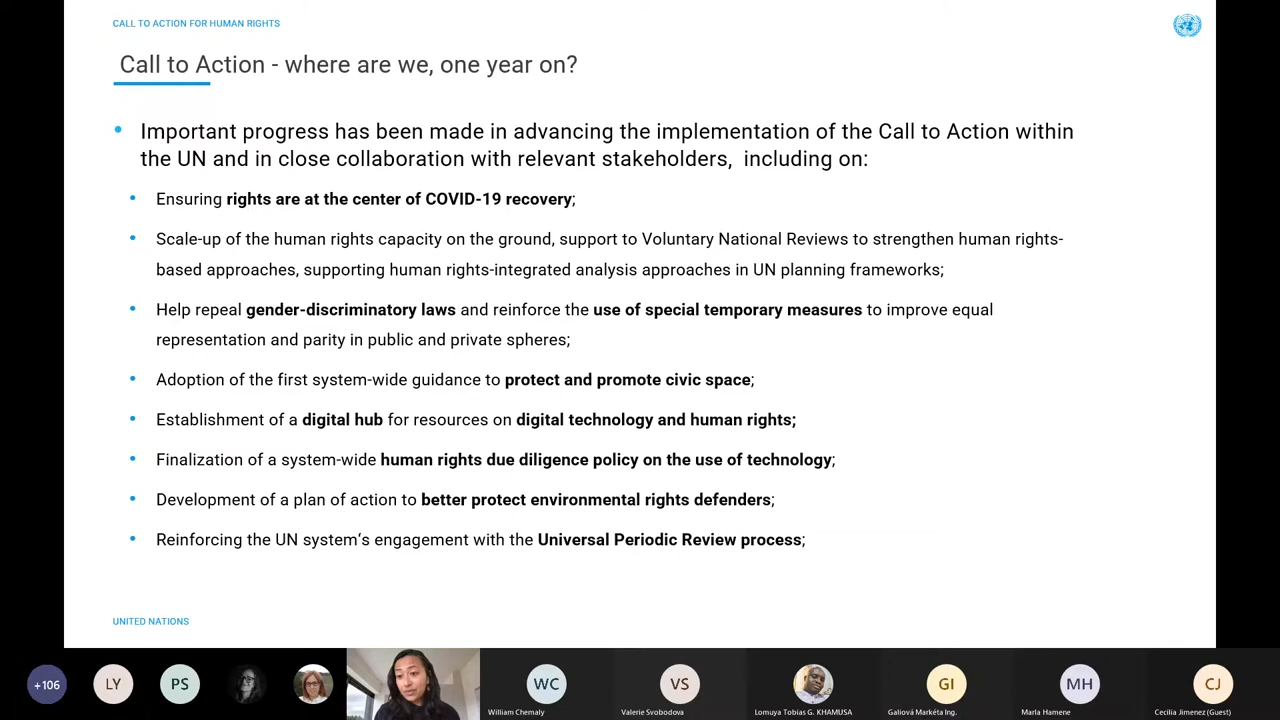 CALL TO ACTION FOR HUMAN RIGHTS
Call to Action - where are we, one year on?
• Important progress has been made in advancing the implementation of the Call to Action within
the UN and in close collaboration with relevant stakeholders, including on:
• Ensuring rights are at the center of COVID-19 recovery;
• Scale-up of the human rights capacity on the ground, support to Voluntary National Reviews to strengthen human rights-
based approaches, supporting human rights-integrated analysis approaches in UN planning frameworks;
• Help repeal gender-discriminatory laws and reinforce the use of special temporary measures to improve equal
representation and parity in public and private spheres;
• Adoption of the first system-wide guidance to protect and promote civic space;
• Establishment of a digital hub for resources on digital technology and human rights;
• Finalization of a system-wide human rights due diligence policy on the use of technology;
• Development of a plan of action to better protect environmental rights defenders;
• Reinforcing the UN system‘s engagement with the Universal Periodic Review process;
UNITED NATIONS
+106
LY
PS
WC
VS
GI
MH
CJ
William Chemaly
Valerie Svobodova
Lomuya Tobias G. KHAMUSA
Galiová Markéta Ing.
Marla Hamene
Cecilia Jimenez (Guest)